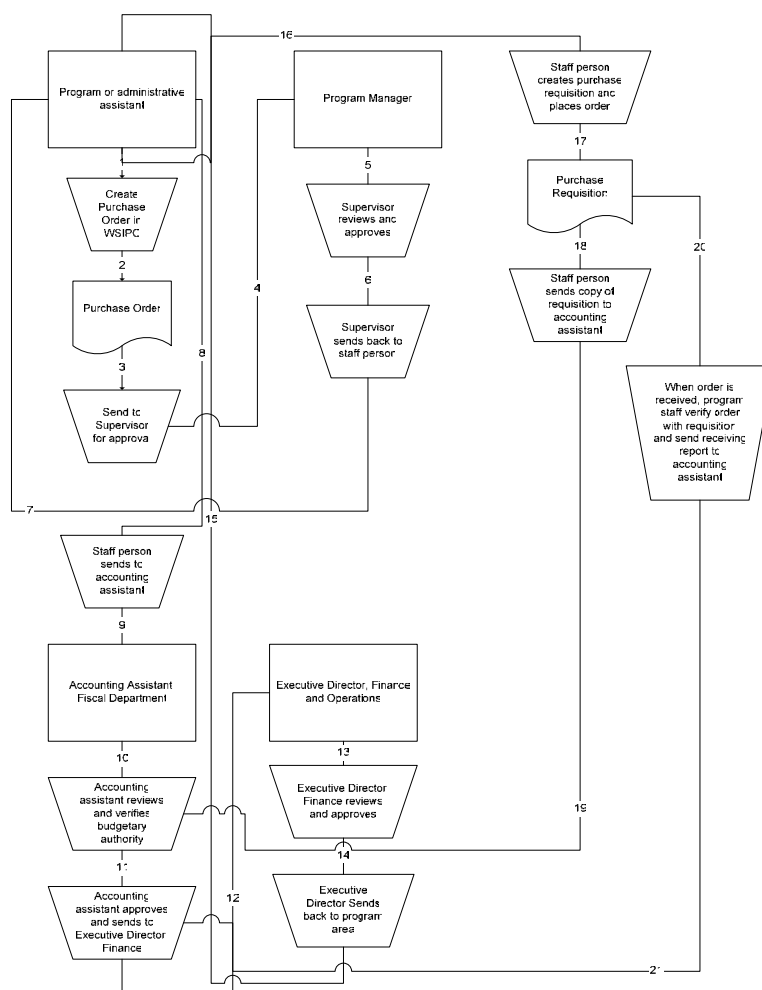 16
Program or administrative
assistant
Program Manager
Staff person
creates purchase
requisition and
places order
1
5
17
Create
Purchase
Order in
WSIPC
Supervisor
reviews and
approves
Purchase
Requisition
2
4
6
18
20
Purchase Order
Supervisor
sends back to
staff person
Staff person
sends copy of
requisition to
accounting
assistant
3
8
Send to
Supervisor
for approval
When order is
received, program
staff verify order
with requisition
and send receiving
report to
accounting
assistant
7
15
Staff person
sends to
accounting
assistant
9
Accounting Assistant
Fiscal Department
Executive Director, Finance
and Operations
10
13
Accounting
assistant reviews
and verifies
budgetary
authority
Executive Director
Finance reviews
and approves
19
11
14
12
Accounting
assistant approves
and sends to
Executive Director
Finance
Executive
Director Sends
back to program
area
21